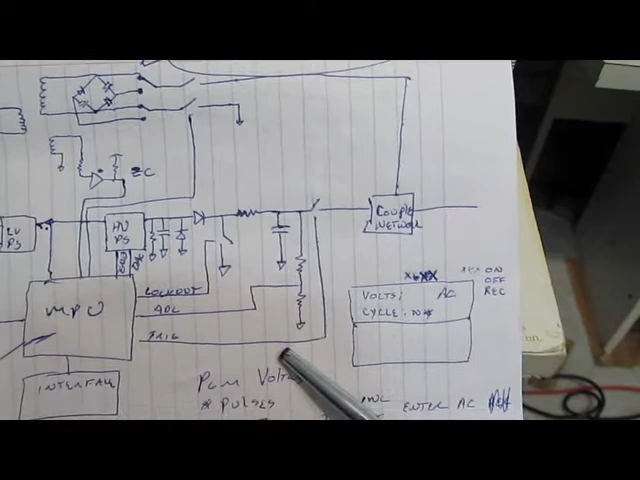 ZC
LV
PS
HV
PS
COUPLE
NETWORK
MPU
LOCKOUT
ADC
TRIG
INTERFACE
VOLTS:
AC
CYCLE:
ON
OFF
REC
PCM VOLT
* PULSES
ENTER AC